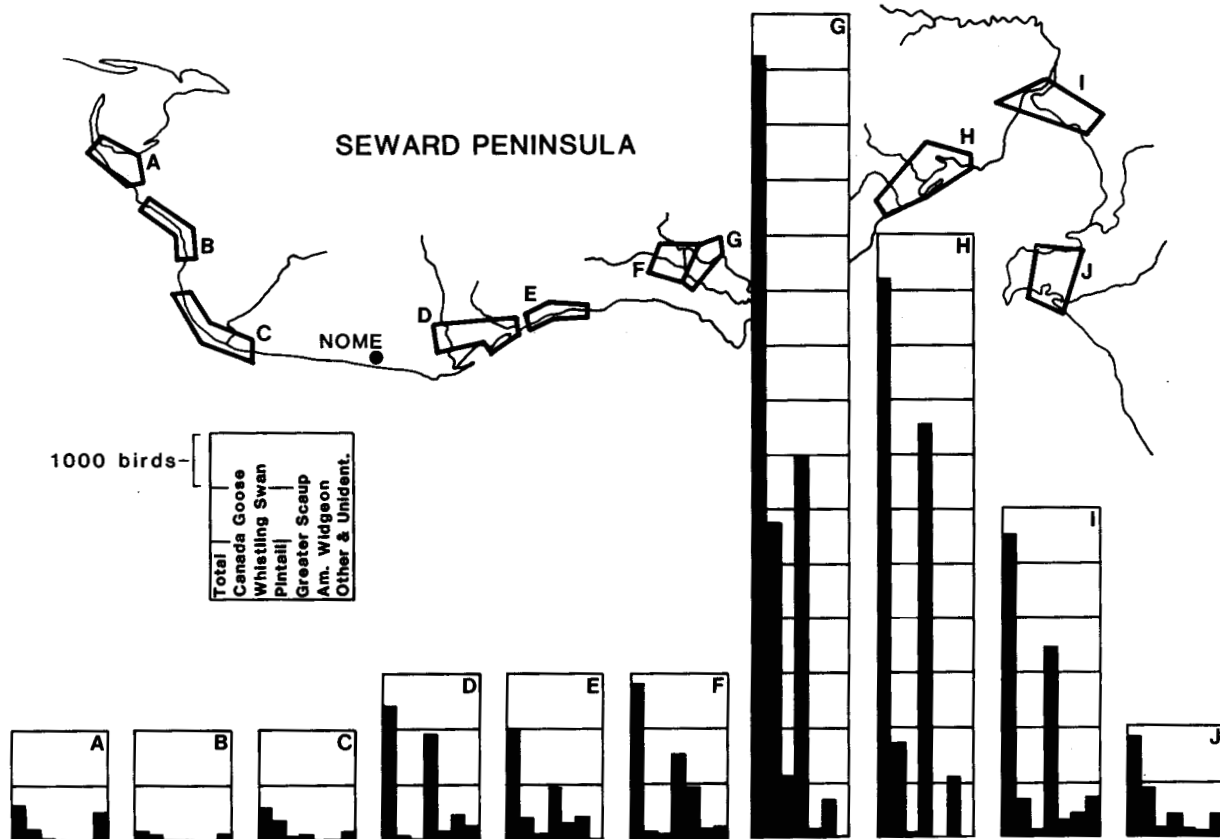 G
I
A
SEWARD PENINSULA
H
B
G
F
H
J
E
D
C
NOME
1000 birds
Total
Canada Goose
Whistling Swan
Pintail
Greater Scaup
Am. Widgeon
Other & Unident.
I
D
E
F
A
B
C
J